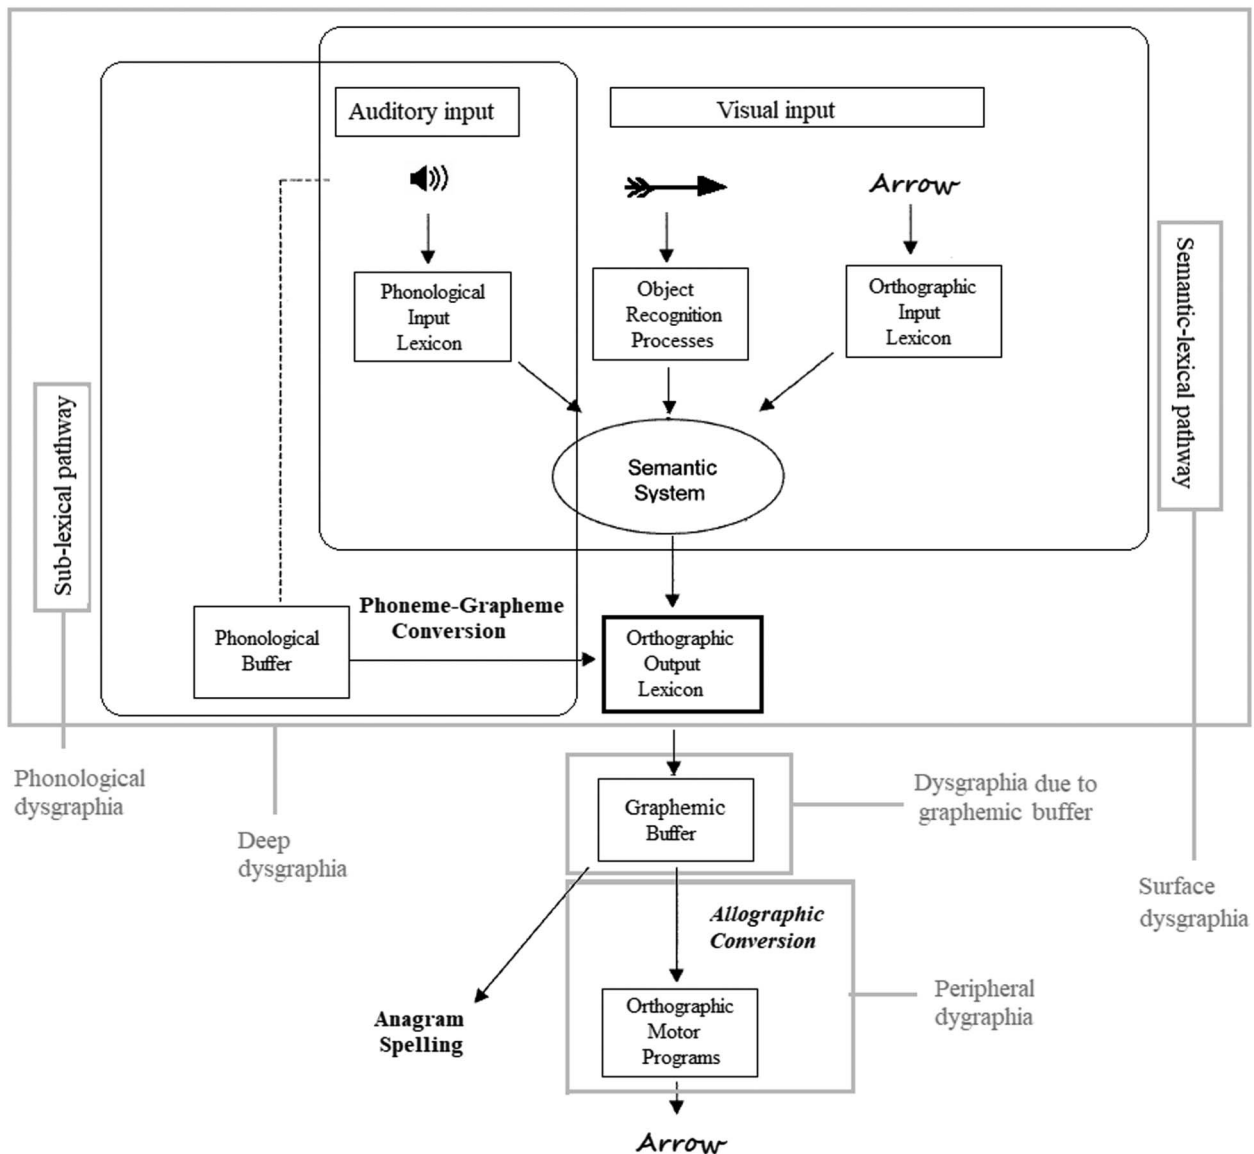 Auditory input
Visual input
Arrow
Phonological
Input
Lexicon
Object
Recognition
Processes
Orthographic
Input
Lexicon
Semantic-lexical pathway
Sub-lexical pathway
Semantic
System
Phoneme-Grapheme
Conversion
Phonological
Buffer
Orthographic
Output
Lexicon
Phonological
dysgraphia
Deep
dysgraphia
Graphemic
Buffer
Dysgraphia due to
graphemic buffer
Surface
dysgraphia
Allographic
Conversion
Anagram
Spelling
Orthographic
Motor
Programs
Peripheral
dygraphia
Arrow